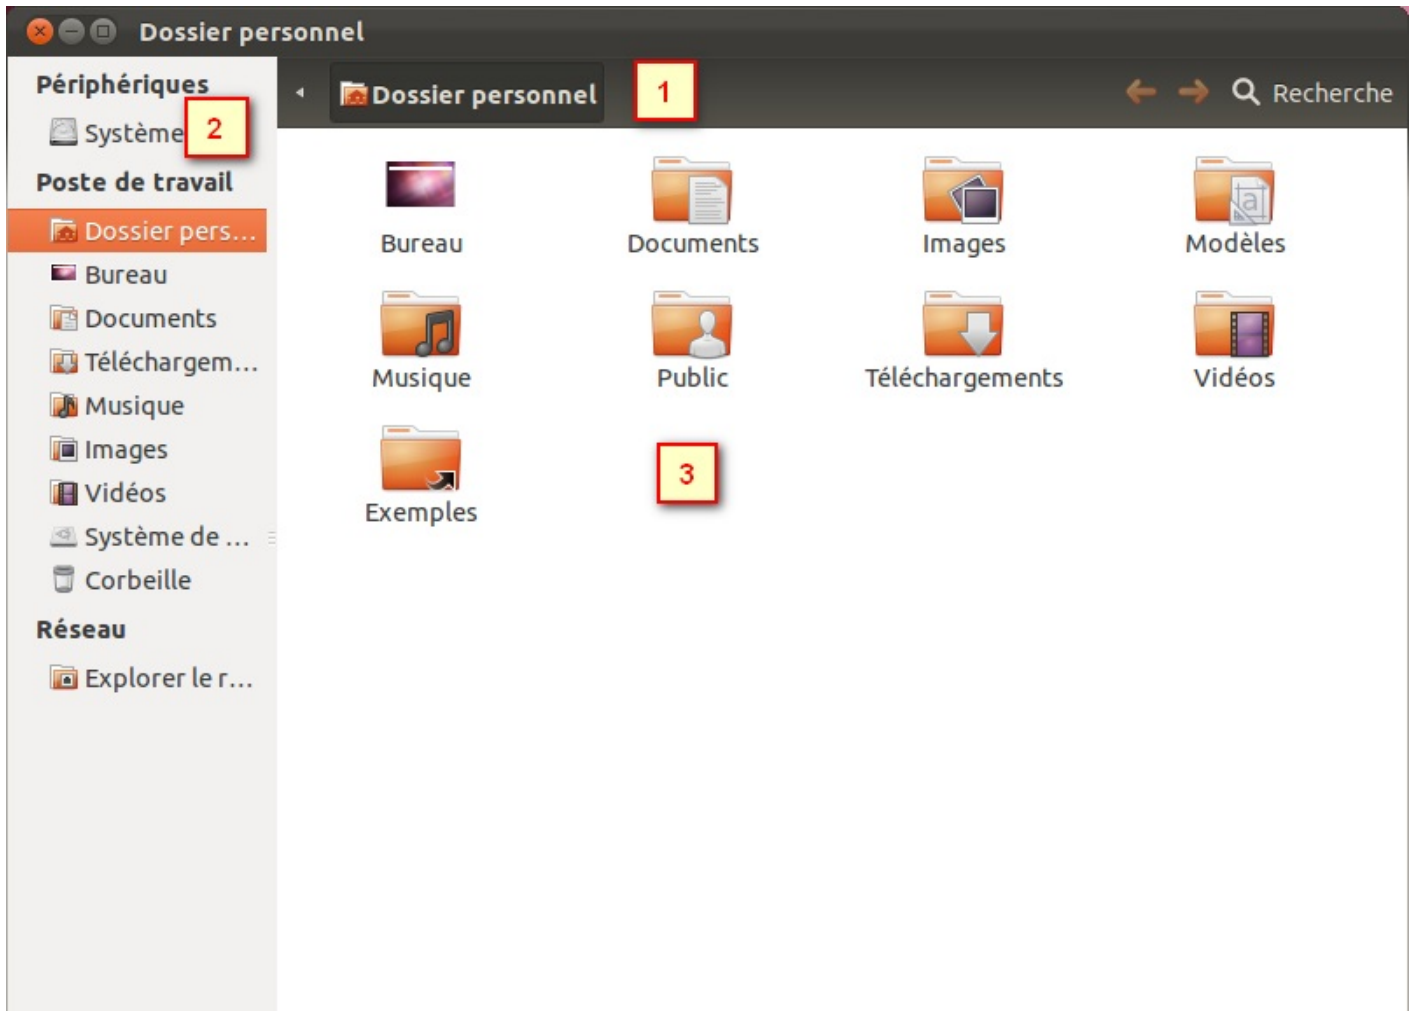 Dossier personnel
Périphériques
Système
2
Poste de travail
Dossier pers...
Bureau
Documents
Téléchargem...
Musique
Images
Vidéos
Système de ...
Corbeille
Réseau
Explorer le r...
Dossier personnel
1
Recherche
Bureau Documents Images Modèles
Musique Public Téléchargements Vidéos
3
Exemples